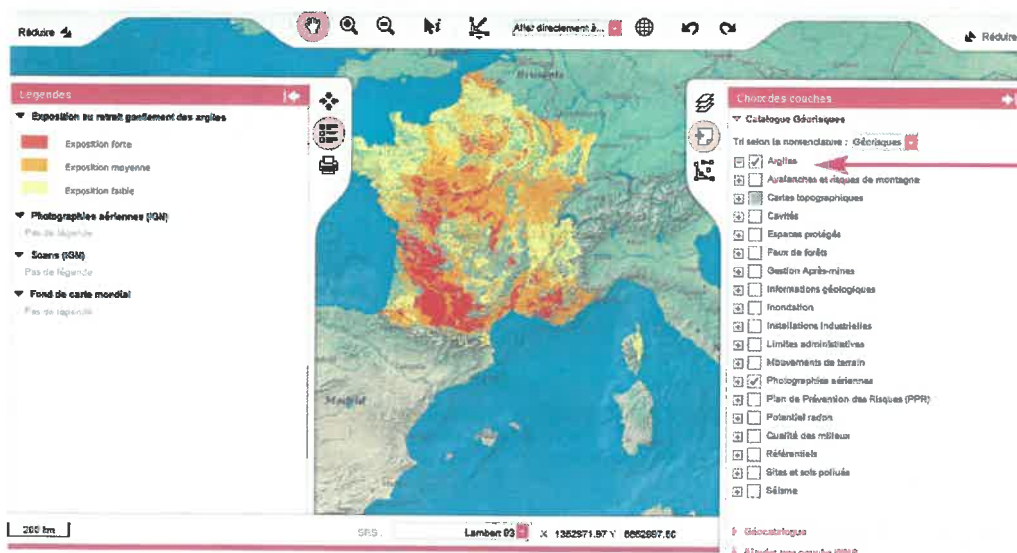 Réduire
Aller directement à...
Réduire
Légendes
Exposition au retrait gonflement des argiles
Exposition forte
Exposition moyenne
Exposition faible
Photographies aériennes (IGN)
Pas de légende
Scans (IGN)
Pas de légende
Fond de carte mondial
Pas de légende
Madrid
Choix des couches
Catalogue Géorisques
Tri selon la nomenclature : Géorisques
Argiles
Avalanches et risques de montagne
Cartes topographiques
Cavités
Espaces protégés
Feux de forêts
Gestion Après-mines
Informations géologiques
Inondation
Installations Industrielles
Limites administratives
Mouvements de terrain
Photographies aériennes
Plan de Prévention des Risques (PPR)
Potentiel radon
Qualité des milieux
Référentiels
Sites et sols pollués
Séisme
Géocatalogue
200 km
SRS :
Lambert 93